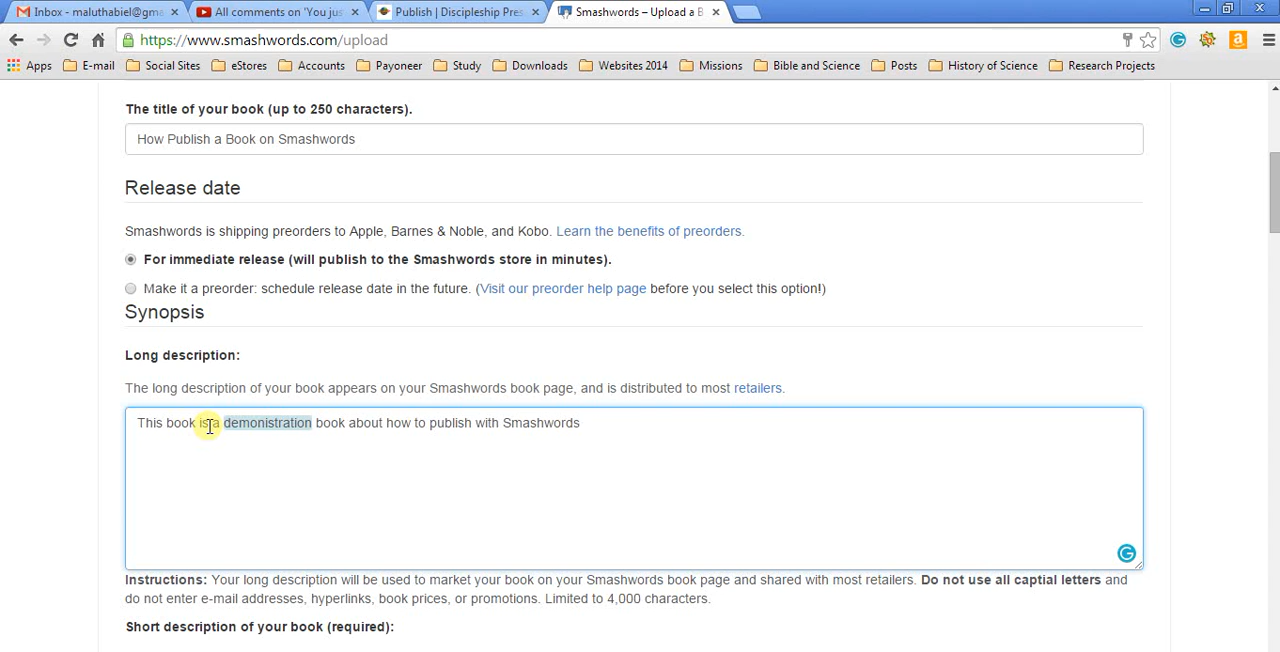 Inbox - maluthabiel@gma
All comments on 'You jus
Publish | Discipleship Pres
Smashwords – Upload a B
https://www.smashwords.com/upload
Apps E-mail Social Sites eStores Accounts Payoneer Study Downloads Websites 2014 Missions Bible and Science Posts History of Science Research Projects
The title of your book (up to 250 characters).
How Publish a Book on Smashwords
Release date
Smashwords is shipping preorders to Apple, Barnes & Noble, and Kobo. Learn the benefits of preorders.
For immediate release (will publish to the Smashwords store in minutes).
Make it a preorder: schedule release date in the future. (Visit our preorder help page before you select this option!)
Synopsis
Long description:
The long description of your book appears on your Smashwords book page, and is distributed to most retailers.
This book is a demonistration book about how to publish with Smashwords
Instructions: Your long description will be used to market your book on your Smashwords book page and shared with most retailers. Do not use all captial letters and
do not enter e-mail addresses, hyperlinks, book prices, or promotions. Limited to 4,000 characters.
Short description of your book (required):